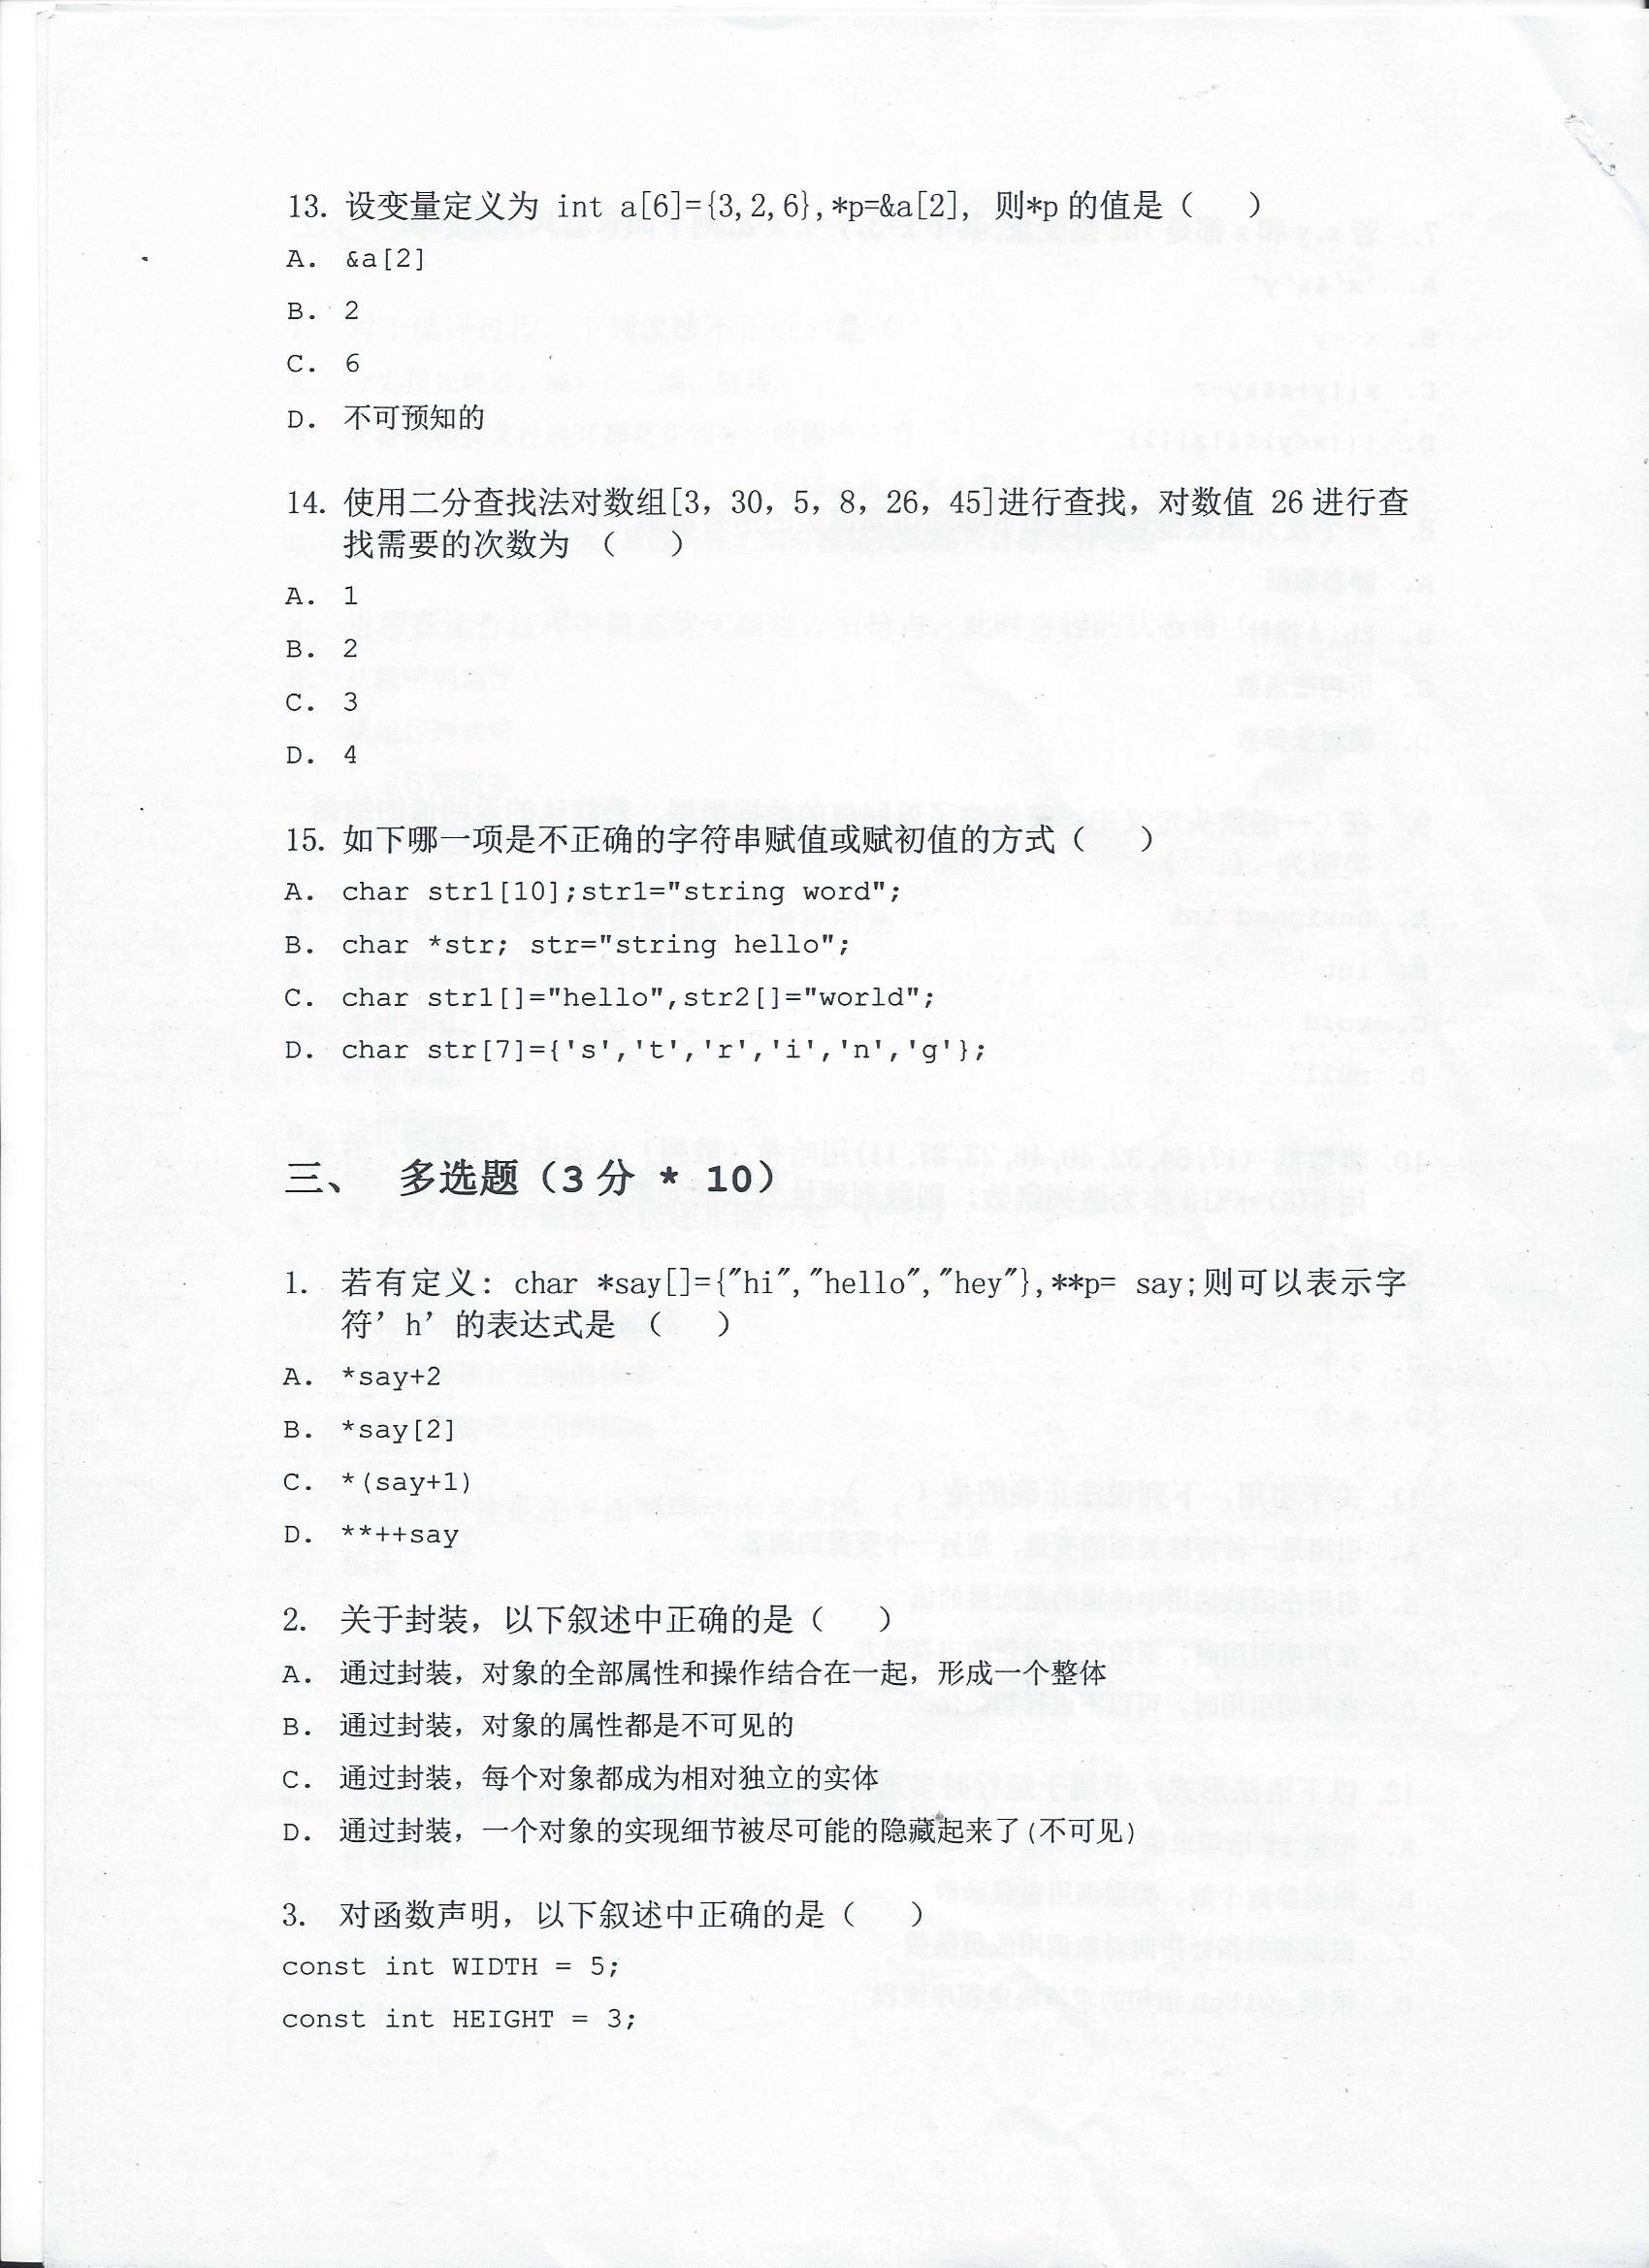 13. 设变量定义为 int a[6]={3,2,6},*p=&a[2], 则*p 的值是（ ）
A. &a[2]
B. 2
C. 6
D. 不可预知的
14. 使用二分查找法对数组[3, 30, 5, 8, 26, 45]进行查找，对数值 26 进行查
找需要的次数为 （ ）
A. 1
B. 2
C. 3
D. 4
15. 如下哪一项是不正确的字符串赋值或赋初值的方式（ ）
A. char str1[10];str1="string word";
B. char *str; str="string hello";
C. char str1[]="hello",str2[]="world";
D. char str[7]={'s','t','r','i','n','g'};
三、 多选题（3 分 * 10）
1. 若有定义: char *say[]={"hi","hello","hey"},**p= say;则可以表示字
符’h’的表达式是 （ ）
A. *say+2
B. *say[2]
C. *(say+1)
D. **++say
2. 关于封装，以下叙述中正确的是（ ）
A. 通过封装，对象的全部属性和操作结合在一起，形成一个整体
B. 通过封装，对象的属性都是不可见的
C. 通过封装，每个对象都成为相对独立的实体
D. 通过封装，一个对象的实现细节被尽可能的隐藏起来了(不可见)
3. 对函数声明，以下叙述中正确的是（ ）
const int WIDTH = 5;
const int HEIGHT = 3;